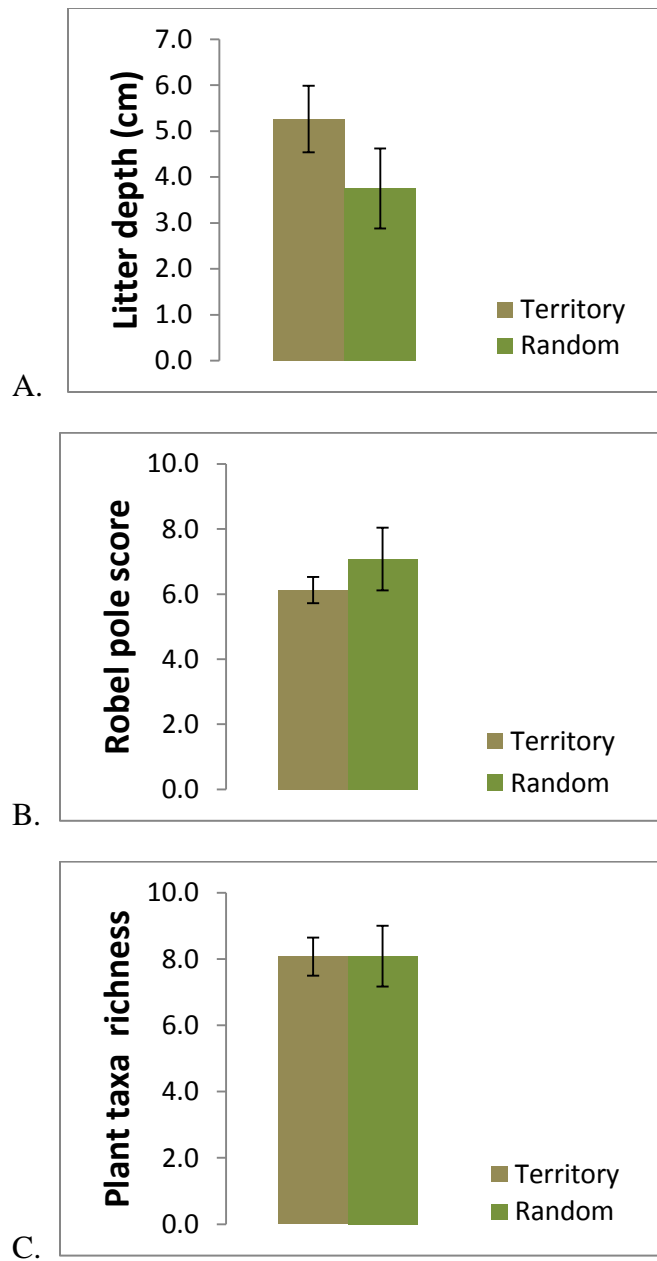 7.0
6.0
5.0
4.0
3.0
2.0
1.0
0.0
Litter depth (cm)
Territory
Random
A.
10.0
8.0
6.0
4.0
2.0
0.0
Robel pole score
Territory
Random
B.
10.0
8.0
6.0
4.0
2.0
0.0
Plant taxa richness
Territory
Random
C.